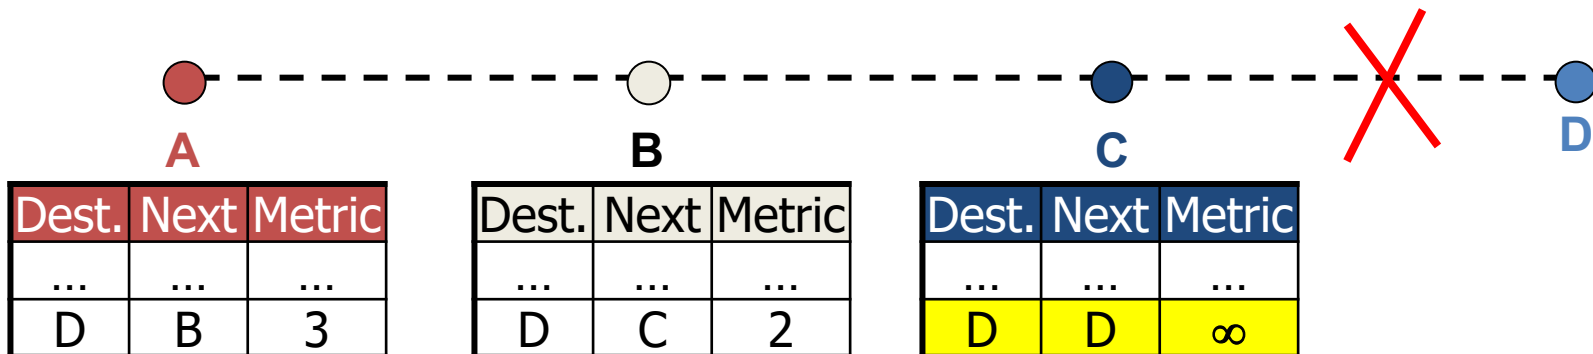 A B C D
Dest. Next Metric Dest. Next Metric Dest. Next Metric
... ... ... ... ... ... ... ... ...
D B 3 D C 2 D D ∞